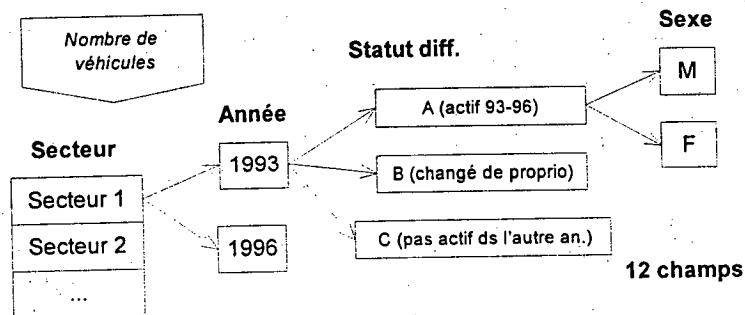 Nombre de
véhicules
Secteur
Secteur 1
Secteur 2
...
Année
1993
1996
Statut diff.
A (actif 93-96)
B (changé de proprio)
C (pas actif ds l'autre an.)
Sexe
M
F
12 champs